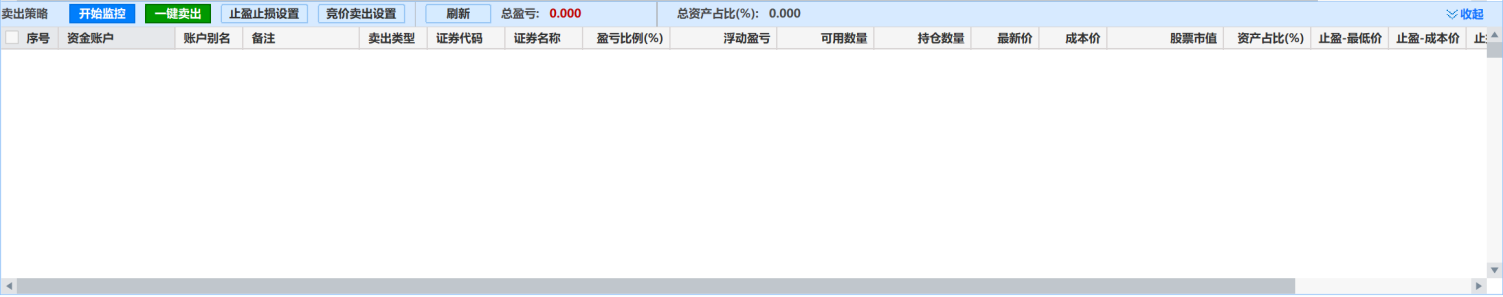 卖出策略 开始监控 一键卖出 止盈止损设置 竞价卖出设置 刷新 总盈亏: 0.000 总资产占比(%): 0.000 收起
序号 资金账户 账户别名 备注 卖出类型 证券代码 证券名称 盈亏比例(%) 浮动盈亏 可用数量 持仓数量 最新价 成本价 股票市值 资产占比(%) 止盈-最低价 止盈-成本价 止